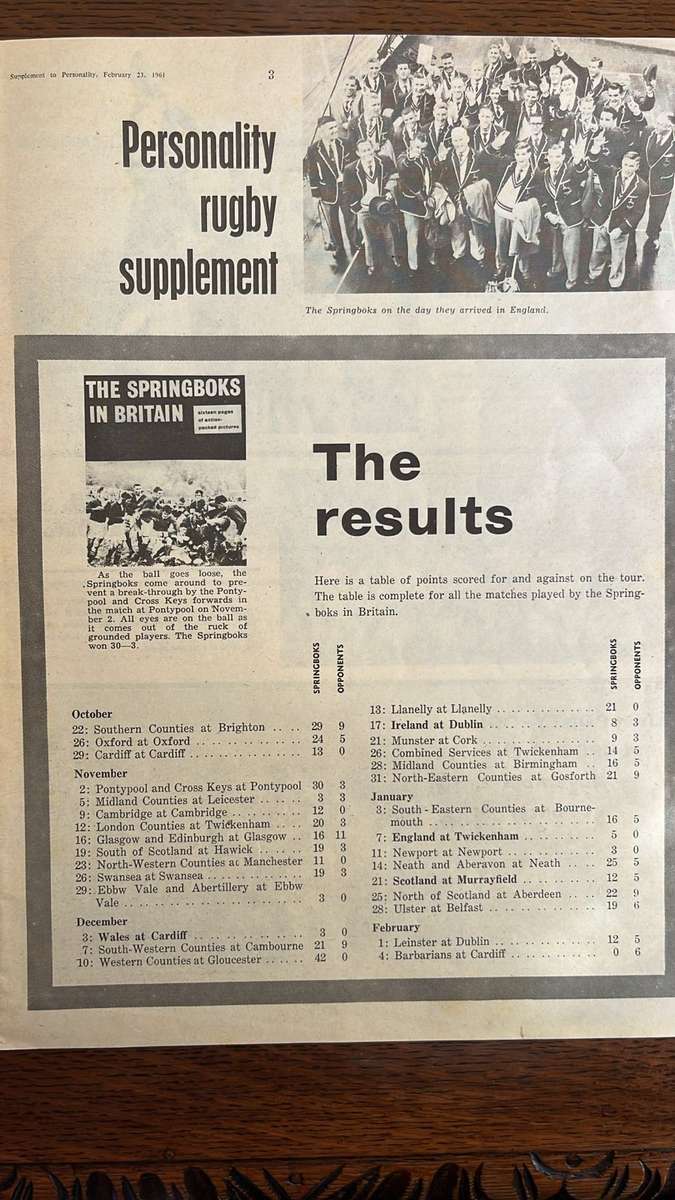 Supplement to Personality, February 23, 1961
3
Personality
rugby
supplement
The Springboks on the day they arrived in England.
THE SPRINGBOKS
IN BRITAIN
sixteen pages
of action-
packed pictures
As the ball goes loose, the
Springboks come around to pre-
vent a break-through by the Ponty-
pool and Cross Keys forwards in
the match at Pontypool on Novem-
ber 2. All eyes are on the ball as
it comes out of the ruck of
grounded players. The Springboks
won 30—3.
The
results
Here is a table of points scored for and against on the tour.
The table is complete for all the matches played by the Spring-
boks in Britain.
SPRINGBOKS
OPPONENTS
October
22: Southern Counties at Brighton .... 29 9
26: Oxford at Oxford .............. 24 5
29: Cardiff at Cardiff ............... 13 0
November
2: Pontypool and Cross Keys at Pontypool 30 3
5: Midland Counties at Leicester ..... 3 3
9: Cambridge at Cambridge ......... 12 0
12: London Counties at Twickenham .. 20 3
16: Glasgow and Edinburgh at Glasgow .. 16 11
19: South of Scotland at Hawick ...... 19 3
23: North-Western Counties at Manchester 11 0
26: Swansea at Swansea ............. 19 3
29: Ebbw Vale and Abertillery at Ebbw
Vale ......................... 3 0
December
3: Wales at Cardiff ............... 3 0
7: South-Western Counties at Cambourne 21 9
10: Western Counties at Gloucester ..... 42 0
SPRINGBOKS
OPPONENTS
13: Llanelly at Llanelly .............. 21 0
17: Ireland at Dublin .............. 8 3
21: Munster at Cork ................ 9 3
26: Combined Services at Twickenham .. 14 5
28: Midland Counties at Birmingham .. 16 5
31: North-Eastern Counties at Gosforth 21 9
January
3: South-Eastern Counties at Bourne-
mouth ....................... 16 5
7: England at Twickenham ......... 5 0
11: Newport at Newport ............ 3 0
14: Neath and Aberavon at Neath .... 25 5
21: Scotland at Murrayfield ......... 12 5
25: North of Scotland at Aberdeen .... 22 9
28: Ulster at Belfast ............... 19 6
February
1: Leinster at Dublin .............. 12 5
4: Barbarians at Cardiff ............ 0 6